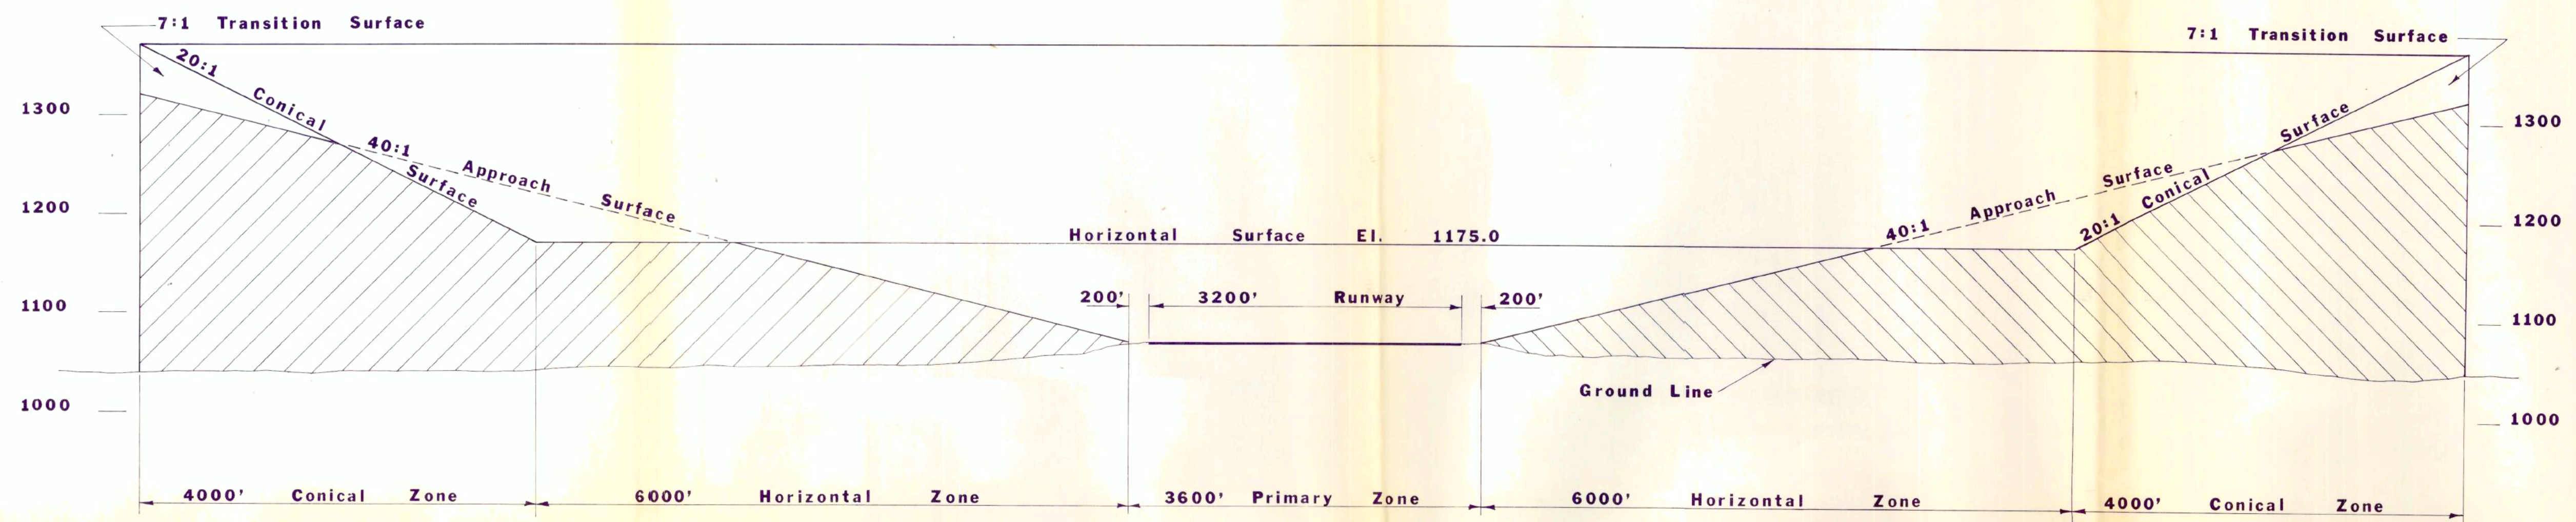 7:1 Transition Surface
7:1 Transition Surface
20:1 Conical Surface
40:1 Approach Surface
40:1 Approach Surface
20:1 Conical Surface
1300
1300
1200
1200
Horizontal Surface El. 1175.0
200' 3200' Runway 200'
1100
1100
Ground Line
1000
1000
4000' Conical Zone 6000' Horizontal Zone 3600' Primary Zone 6000' Horizontal Zone 4000' Conical Zone